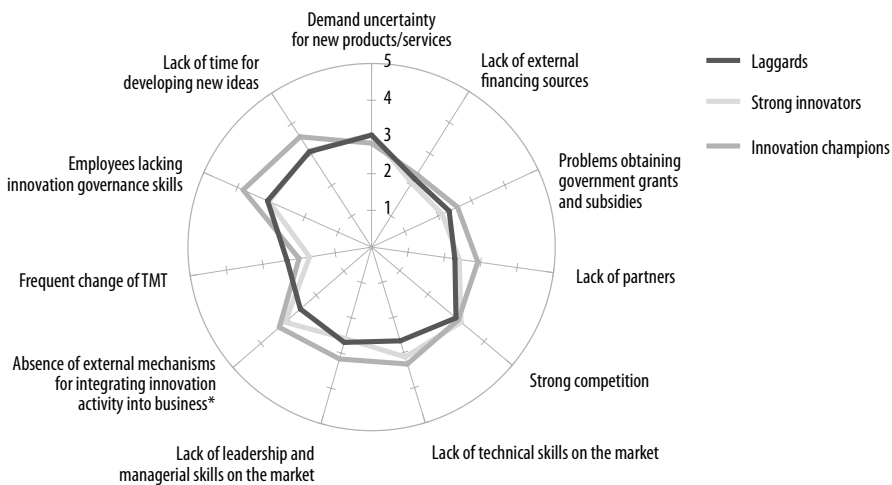 Demand uncertainty
for new products/services
Lack of external
financing sources
Problems obtaining
government grants
and subsidies
Lack of partners
Strong competition
Lack of technical skills on the market
Lack of leadership and
managerial skills on the market
Absence of external mechanisms
for integrating innovation
activity into business*
Frequent change of TMT
Employees lacking
innovation governance skills
Lack of time for
developing new ideas
5
4
3
2
1
Laggards
Strong innovators
Innovation champions